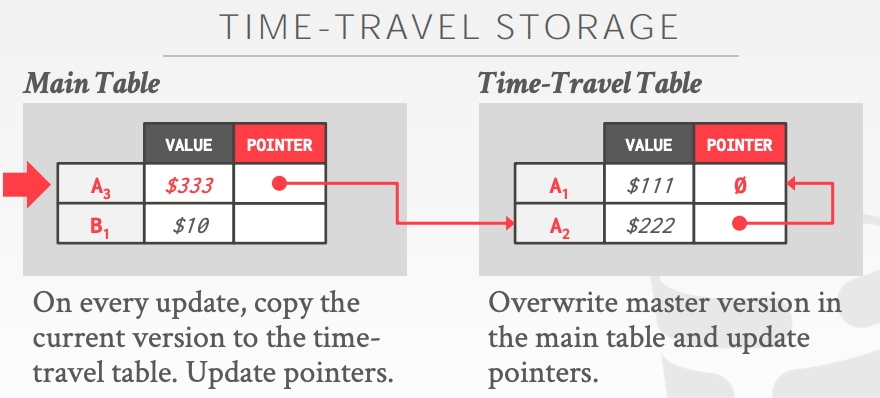 TIME-TRAVEL STORAGE
Main Table
VALUE POINTER
A₃ $333
B₁ $10
On every update, copy the
current version to the time-
travel table. Update pointers.
Time-Travel Table
VALUE POINTER
A₁ $111 Ø
A₂ $222
Overwrite master version in
the main table and update
pointers.